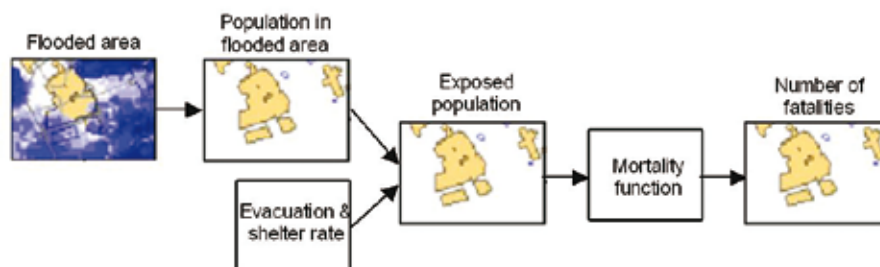 Flooded area
Population in
flooded area
Evacuation &
shelter rate
Exposed
population
Mortality
function
Number of
fatalities